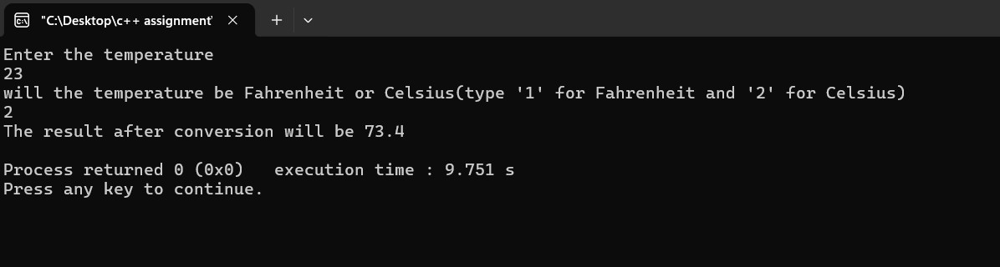 "C:\Desktop\c++ assignment'
Enter the temperature
23
will the temperature be Fahrenheit or Celsius(type '1' for Fahrenheit and '2' for Celsius)
2
The result after conversion will be 73.4
Process returned 0 (0x0)   execution time : 9.751 s
Press any key to continue.